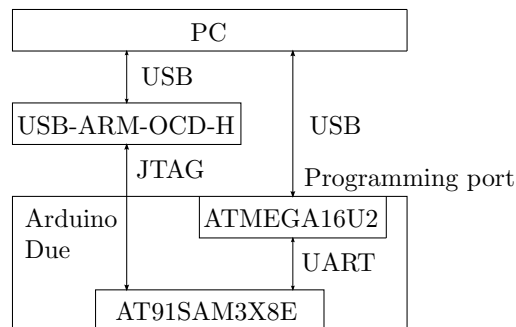 PC
USB
USB-ARM-OCD-H
USB
JTAG
Programming port
Arduino
Due
ATMEGA16U2
UART
AT91SAM3X8E